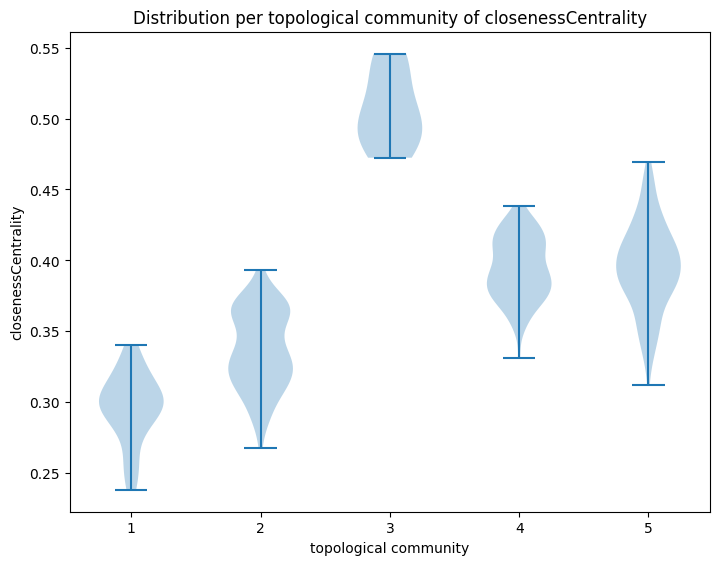 Distribution per topological community of closenessCentrality
closenessCentrality
0.55
0.50
0.45
0.40
0.35
0.30
0.25
1 2 3 4 5
topological community